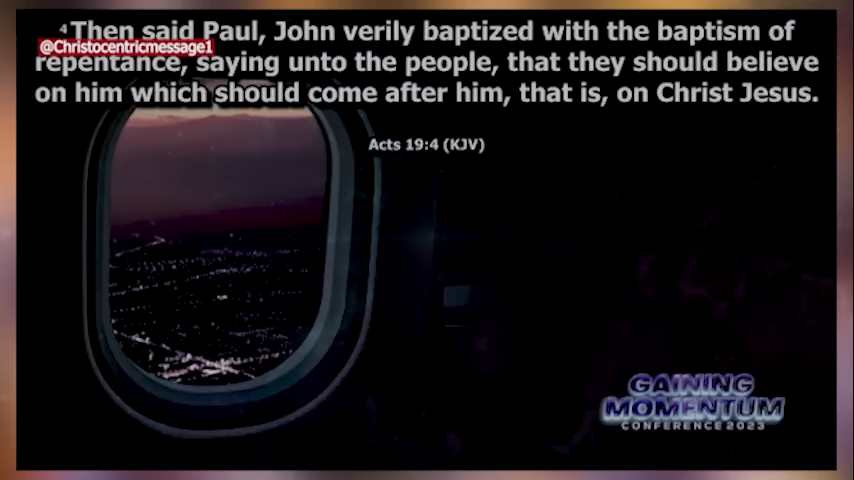 4 Then said Paul, John verily baptized with the baptism of
@Christocentricmessage1
repentance, saying unto the people, that they should believe
on him which should come after him, that is, on Christ Jesus.
Acts 19:4 (KJV)
GAINING
MOMENTUM
CONFERENCE 2023